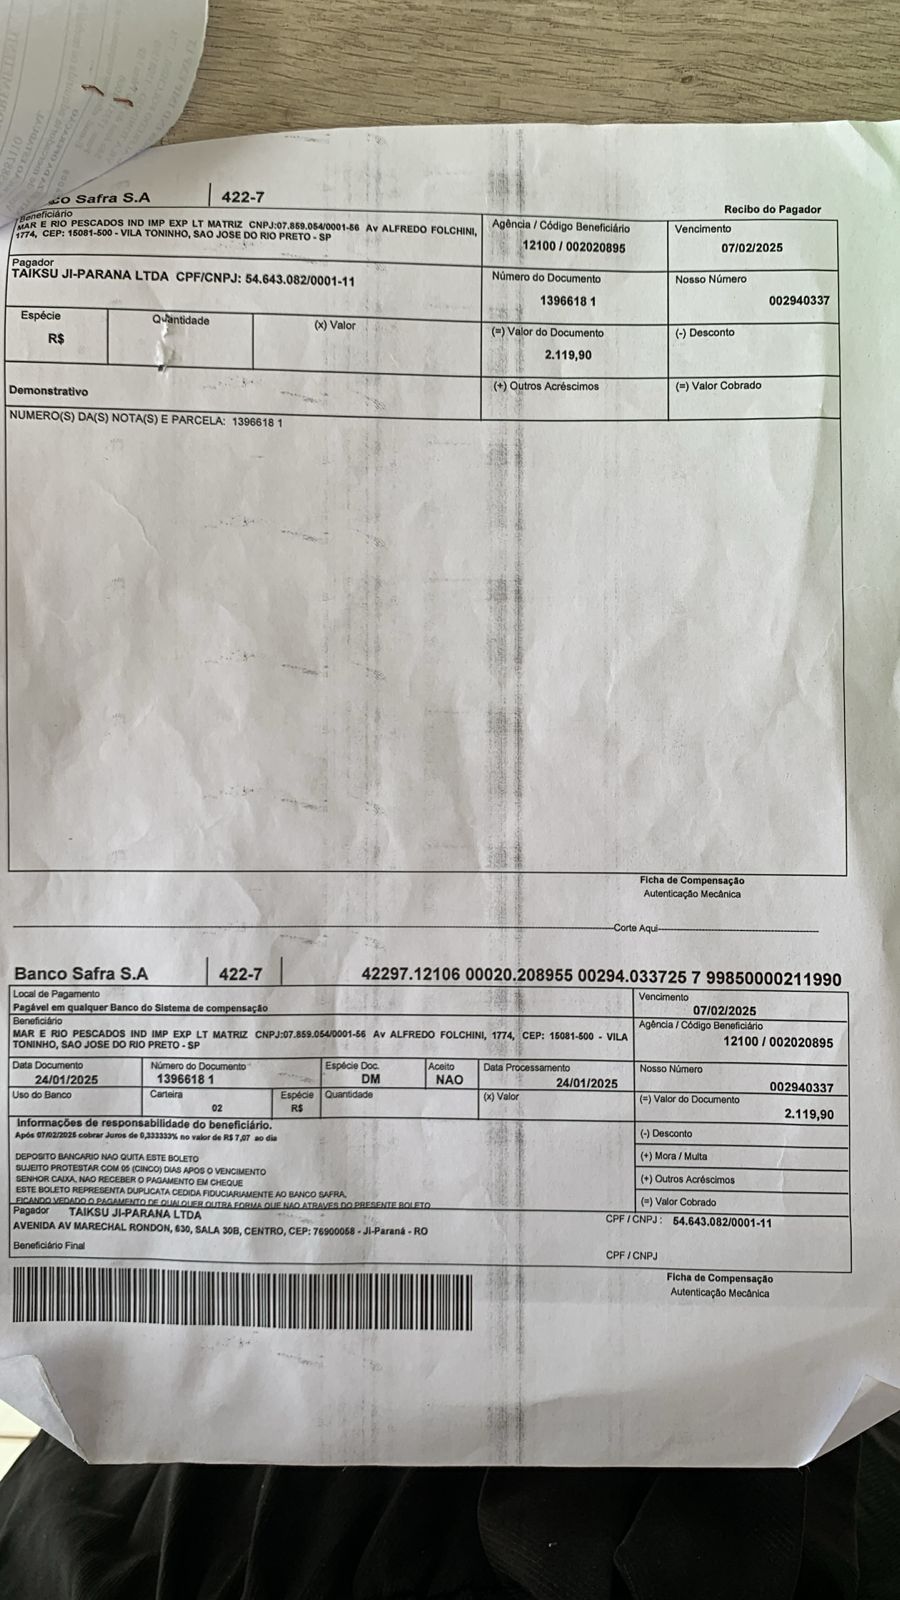 co Safra S.A 422-7 Recibo do Pagador
Beneficiário
MAR E RIO PESCADOS IND IMP EXP LT MATRIZ CNPJ:07.859.054/0001-56 Av ALFREDO FOLCHINI,
1774, CEP: 15081-500 - VILA TONINHO, SAO JOSE DO RIO PRETO - SP
Agência / Código Beneficiário
12100 / 002020895
Vencimento
07/02/2025
Pagador
TAIKSU JI-PARANA LTDA CPF/CNPJ: 54.643.082/0001-11
Número do Documento
1396618 1
Nosso Número
002940337
Espécie
R$
Quantidade
(x) Valor
(=) Valor do Documento
2.119,90
(-) Desconto
Demonstrativo
(+) Outros Acréscimos
(=) Valor Cobrado
NUMERO(S) DA(S) NOTA(S) E PARCELA: 1396618 1
Ficha de Compensação
Autenticação Mecânica
Corte Aqui
Banco Safra S.A 422-7 42297.12106 00020.208955 00294.033725 7 99850000211990
Local de Pagamento
Pagável em qualquer Banco do Sistema de compensação
Vencimento
07/02/2025
Beneficiário
MAR E RIO PESCADOS IND IMP EXP LT MATRIZ CNPJ:07.859.054/0001-56 Av ALFREDO FOLCHINI, 1774, CEP: 15081-500 - VILA
TONINHO, SAO JOSE DO RIO PRETO - SP
Agência / Código Beneficiário
12100 / 002020895
Data Documento
24/01/2025
Número do Documento
1396618 1
Espécie Doc.
DM
Aceito
NAO
Data Processamento
24/01/2025
Nosso Número
002940337
Uso do Banco
Carteira
02
Espécie
R$
Quantidade
(x) Valor
(=) Valor do Documento
2.119,90
Informações de responsabilidade do beneficiário.
Após 07/02/2025 cobrar Juros de 0,333333% no valor de R$ 7,07 ao dia
DEPOSITO BANCARIO NAO QUITA ESTE BOLETO
SUJEITO PROTESTAR COM 05 (CINCO) DIAS APOS O VENCIMENTO
SENHOR CAIXA, NAO RECEBER O PAGAMENTO EM CHEQUE
ESTE BOLETO REPRESENTA DUPLICATA CEDIDA FIDUCIARIAMENTE AO BANCO SAFRA,
FICANDO VEDADO O PAGAMENTO DE QUALQUER OUTRA FORMA QUE NAO ATRAVES DO PRESENTE BOLETO
(-) Desconto
(+) Mora / Multa
(+) Outros Acréscimos
(=) Valor Cobrado
Pagador TAIKSU JI-PARANA LTDA
CPF / CNPJ : 54.643.082/0001-11
AVENIDA AV MARECHAL RONDON, 630, SALA 30B, CENTRO, CEP: 76900058 - Ji-Paraná - RO
Beneficiário Final
CPF / CNPJ
Ficha de Compensação
Autenticação Mecânica